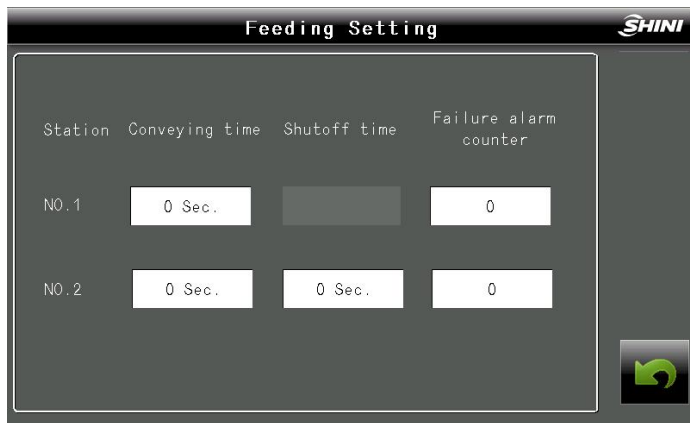 Feeding Setting
SHINI
Station Conveying time Shutoff time Failure alarm
counter
NO.1 0 Sec. 0
NO.2 0 Sec. 0 Sec. 0